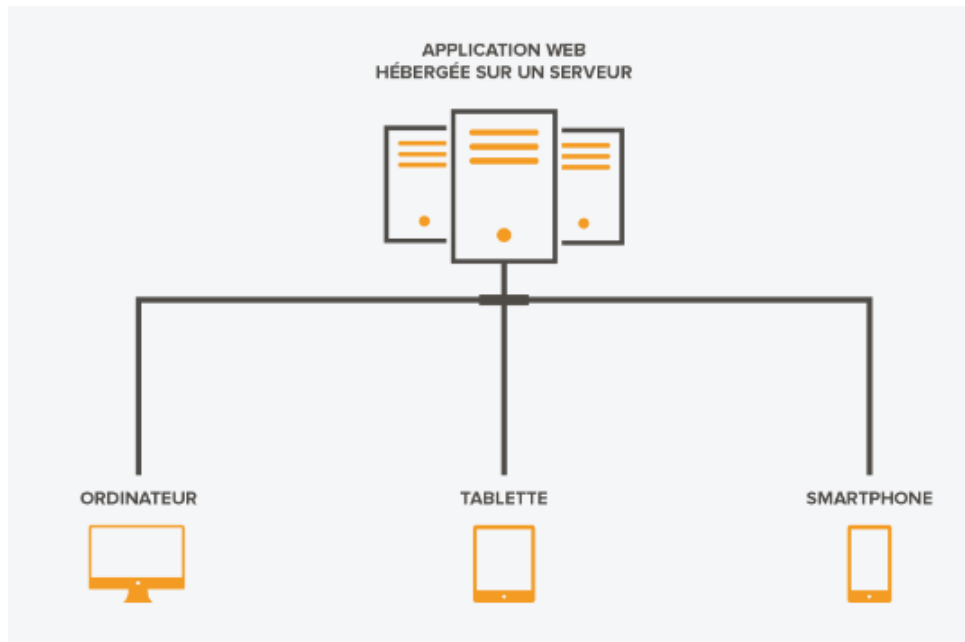 APPLICATION WEB
HÉBERGÉE SUR UN SERVEUR
ORDINATEUR
TABLETTE
SMARTPHONE